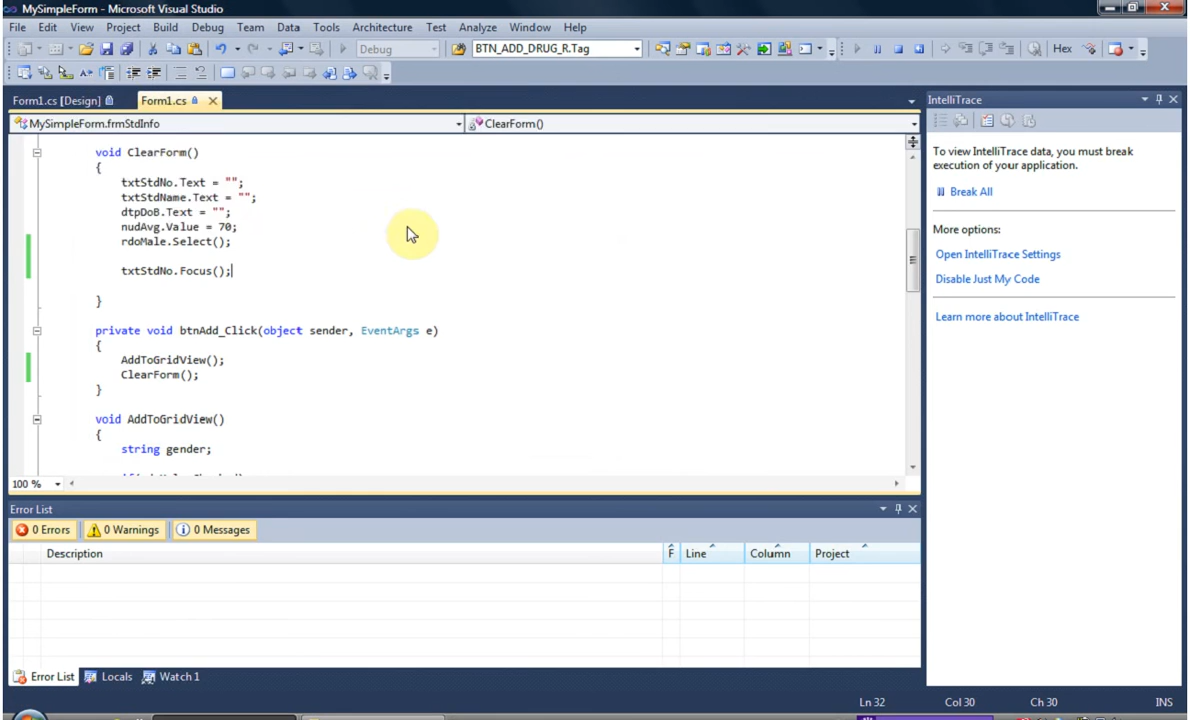 MySimpleForm - Microsoft Visual Studio
File Edit View Project Build Debug Team Data Tools Architecture Test Analyze Window Help
Debug BTN_ADD_DRUG_R.Tag Hex
Form1.cs [Design] Form1.cs
MySimpleForm.frmStdInfo ClearForm()
void ClearForm()
{
txtStdNo.Text = "";
txtStdName.Text = "";
dtpDoB.Text = "";
nudAvg.Value = 70;
rdoMale.Select();
txtStdNo.Focus();
}
private void btnAdd_Click(object sender, EventArgs e)
{
AddToGridView();
ClearForm();
}
void AddToGridView()
{
string gender;
100 %
IntelliTrace
To view IntelliTrace data, you must break
execution of your application.
Break All
More options:
Open IntelliTrace Settings
Disable Just My Code
Learn more about IntelliTrace
Error List
0 Errors 0 Warnings 0 Messages
Description F Line Column Project
Error List Locals Watch 1
Ln 32 Col 30 Ch 30 INS